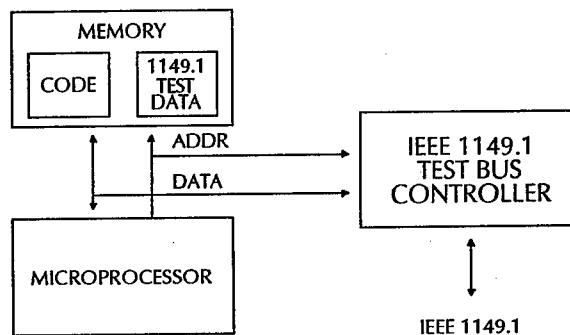 MEMORY
CODE
1149.1
TEST
DATA
ADDR
DATA
IEEE 1149.1
TEST BUS
CONTROLLER
MICROPROCESSOR
IEEE 1149.1